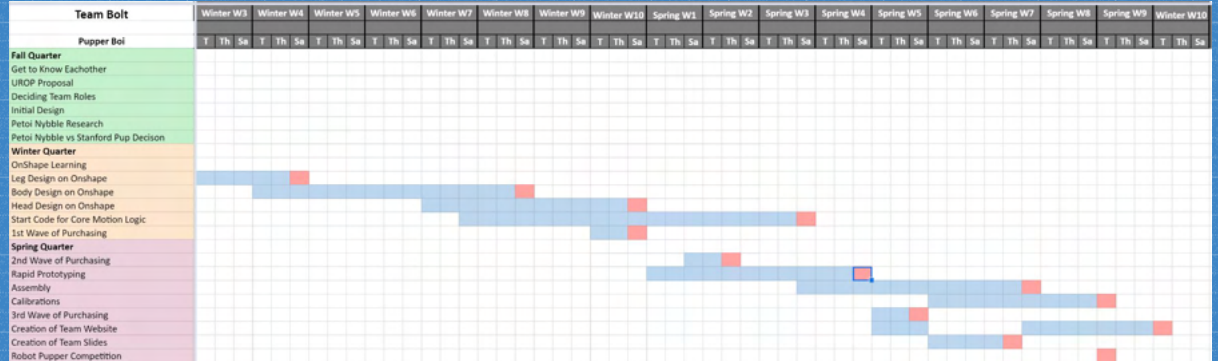 Team Bolt Winter W3 Winter W4 Winter W5 Winter W6 Winter W7 Winter W8 Winter W9 Winter W10 Spring W1 Spring W2 Spring W3 Spring W4 Spring W5 Spring W6 Spring W7 Spring W8 Spring W9 Winter W10
Pupper Boi T Th Sa T Th Sa T Th Sa T Th Sa T Th Sa T Th Sa T Th Sa T Th Sa T Th Sa T Th Sa T Th Sa T Th Sa T Th Sa T Th Sa T Th Sa T Th Sa T Th Sa T Th Sa
Fall Quarter
Get to Know Eachother
UROP Proposal
Deciding Team Roles
Initial Design
Petoi Nybble Research
Petoi Nybble vs Stanford Pup Decison
Winter Quarter
OnShape Learning
Leg Design on Onshape
Body Design on Onshape
Head Design on Onshape
Start Code for Core Motion Logic
1st Wave of Purchasing
Spring Quarter
2nd Wave of Purchasing
Rapid Prototyping
Assembly
Calibrations
3rd Wave of Purchasing
Creation of Team Website
Creation of Team Slides
Robot Pupper Competition